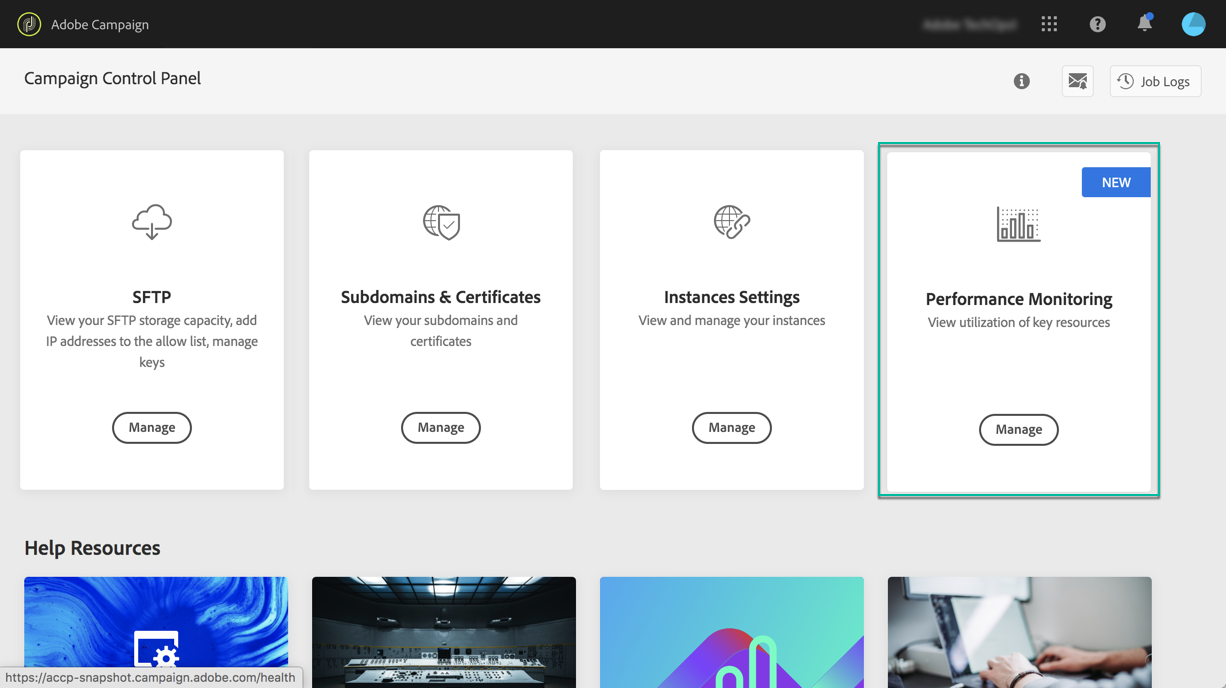 Adobe Campaign
Campaign Control Panel
Job Logs
NEW
SFTP
View your SFTP storage capacity, add
IP addresses to the allow list, manage
keys
Manage
Subdomains & Certificates
View your subdomains and
certificates
Manage
Instances Settings
View and manage your instances
Manage
Performance Monitoring
View utilization of key resources
Manage
Help Resources
https://accp-snapshot.campaign.adobe.com/health